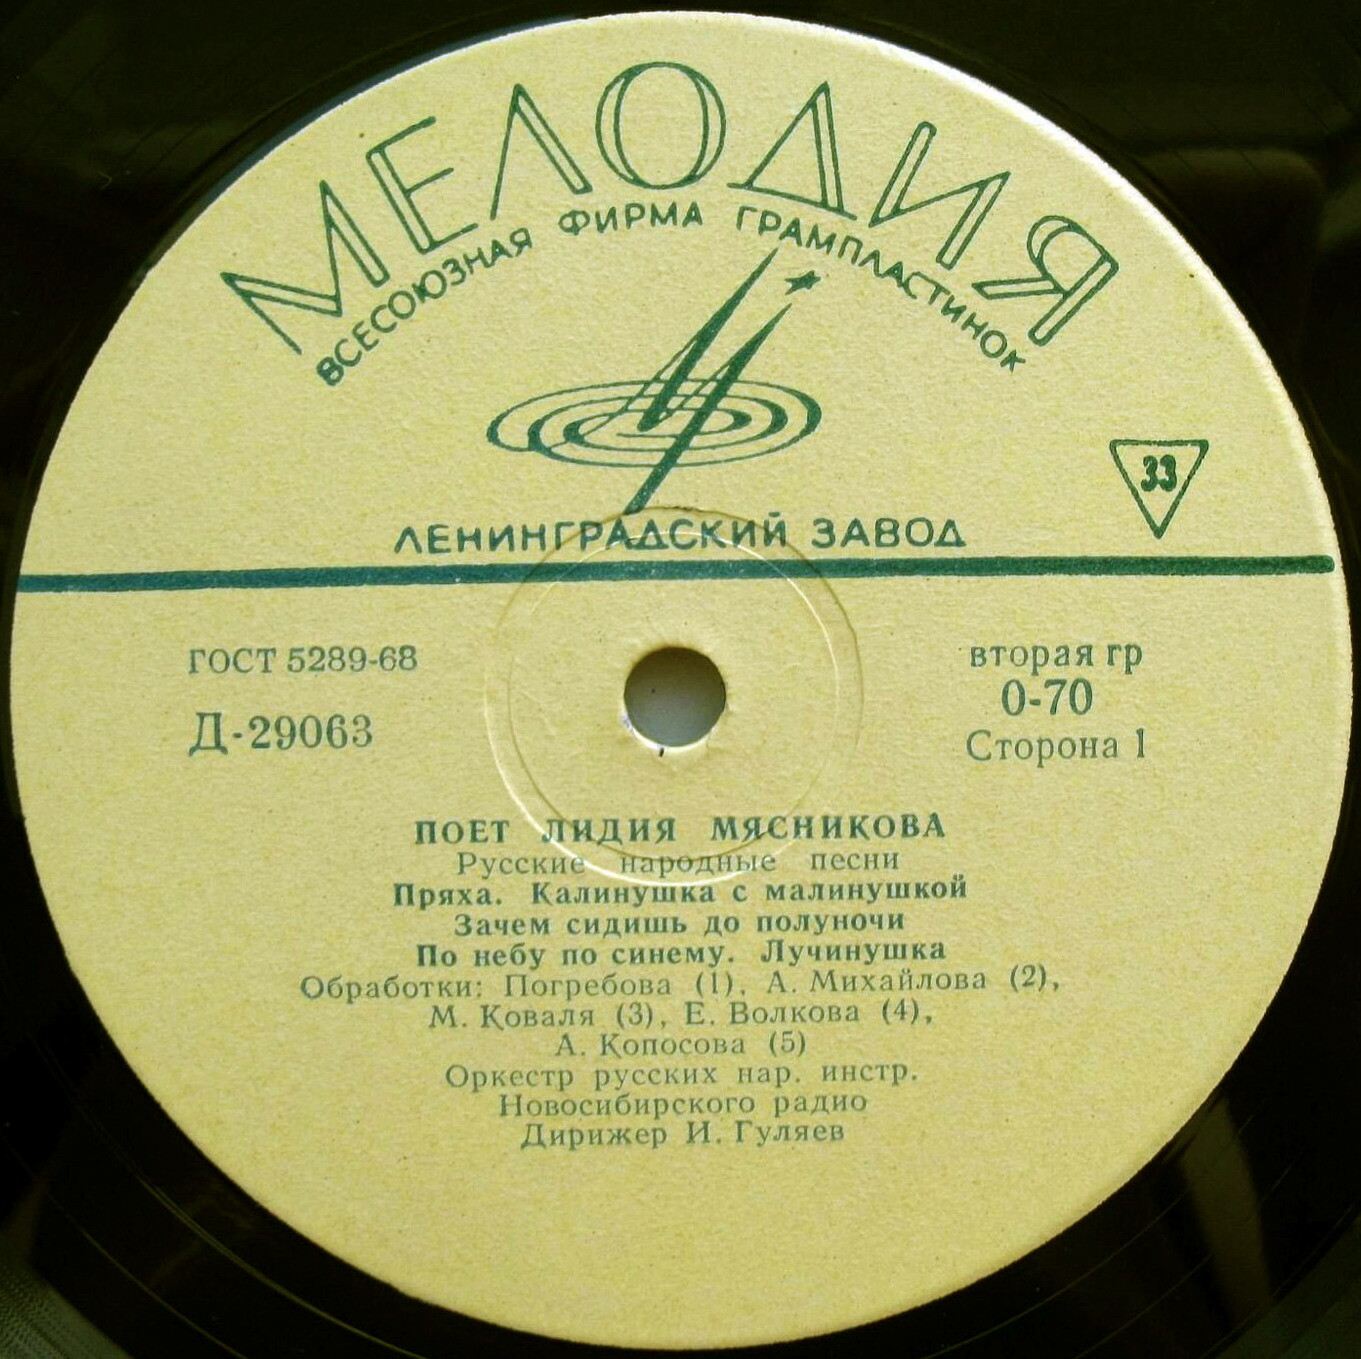 МЕЛОДИЯ
ВСЕСОЮЗНАЯ ФИРМА ГРАМПЛАСТИНОК
33
ЛЕНИНГРАДСКИЙ ЗАВОД
ГОСТ 5289-68
Д-29063
вторая гр
0-70
Сторона 1
ПОЕТ ЛИДИЯ МЯСНИКОВА
Русские народные песни
Пряха. Калинушка с малинушкой
Зачем сидишь до полуночи
По небу по синему. Лучинушка
Обработки: Погребова (1), А. Михайлова (2),
М. Коваля (3), Е. Волкова (4),
А. Копосова (5)
Оркестр русских нар. инстр.
Новосибирского радио
Дирижер И. Гуляев